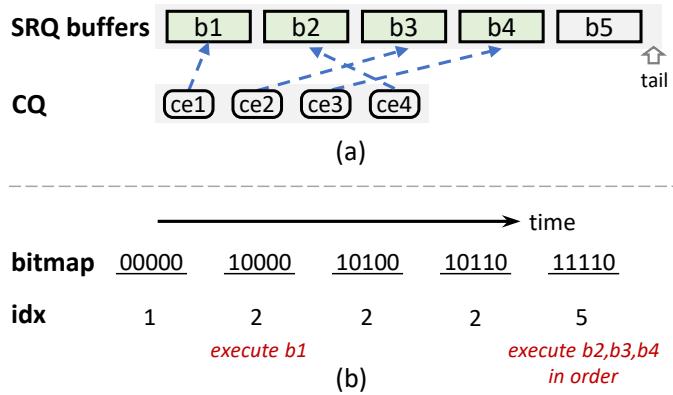 SRQ buffers b1 b2 b3 b4 b5
tail
CQ ce1 ce2 ce3 ce4
(a)
time
bitmap 00000 10000 10100 10110 11110
idx 1 2 2 2 5
execute b1 execute b2,b3,b4
in order
(b)